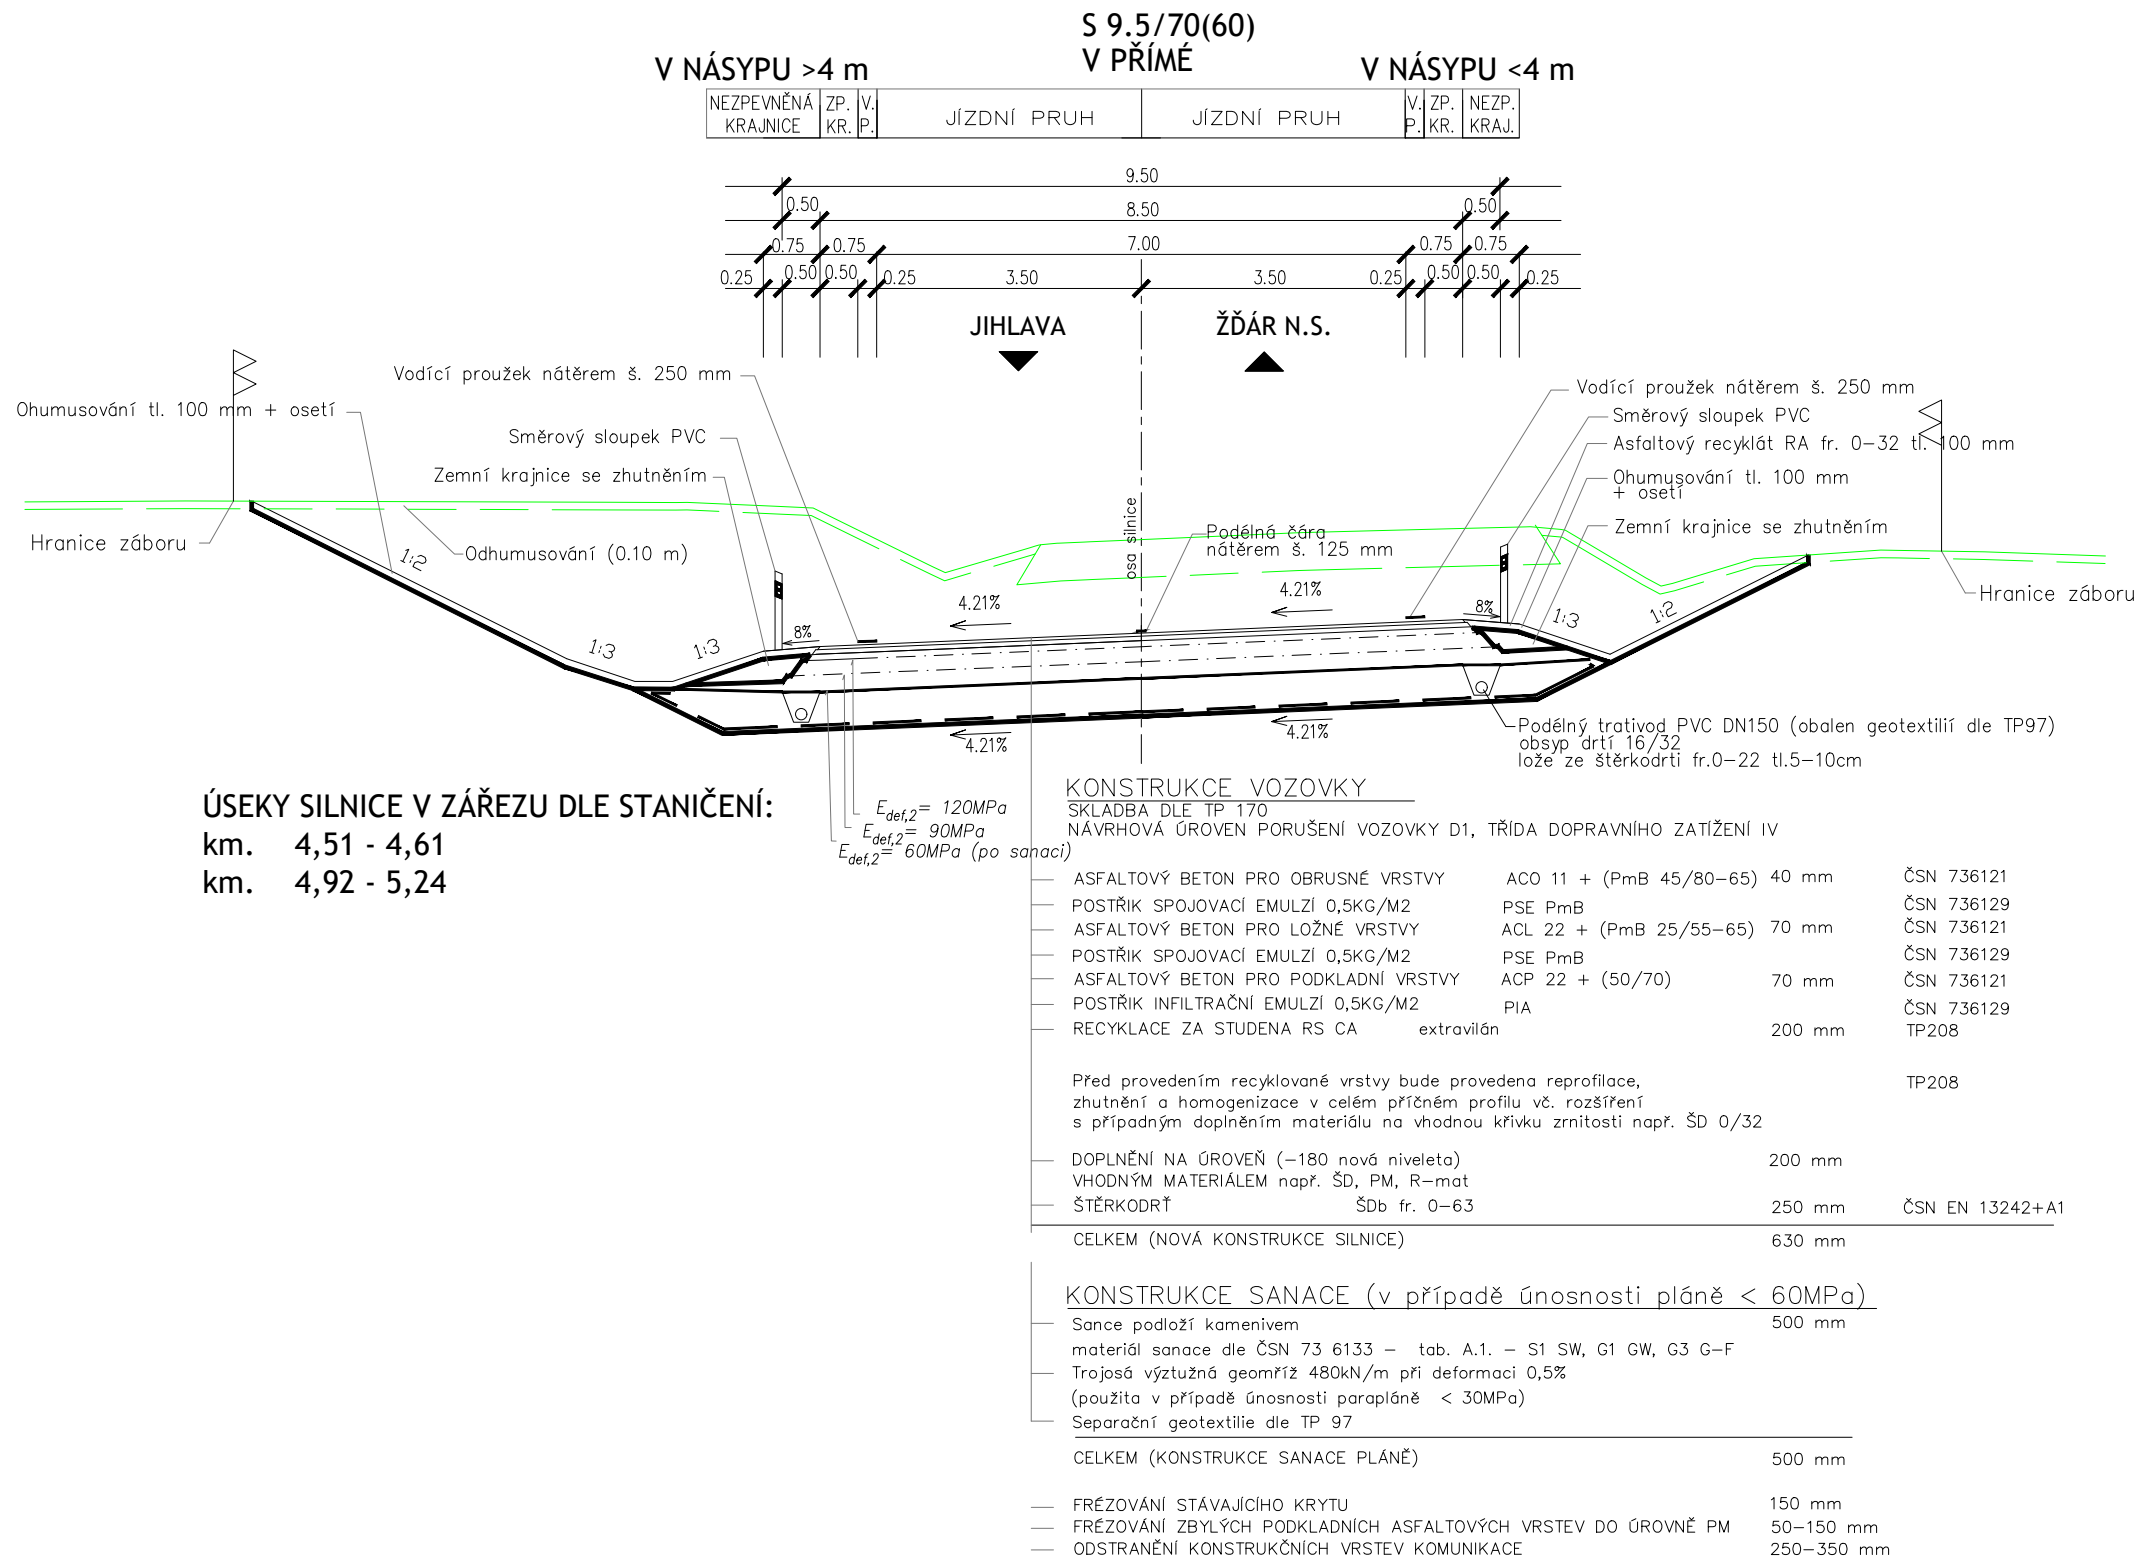 S 9.5/70(60)
V PŘÍMÉ
V NÁSYPU >4 m
V NÁSYPU <4 m
NEZPEVNĚNÁ KRAJNICE
ZP. KR.
V. P.
JÍZDNÍ PRUH
JÍZDNÍ PRUH
V. P.
ZP. KR.
NEZP. KRAJ.
9.50
0.50
8.50
0.50
0.75
0.75
7.00
0.75
0.75
0.25
0.50
0.50
0.25
3.50
3.50
0.25
0.50
0.50
0.25
JIHLAVA
ŽĎÁR N.S.
Vodící proužek nátěrem š. 250 mm
Ohumusování tl. 100 mm + osetí
Směrový sloupek PVC
Zemní krajnice se zhutněním
Hranice záboru
Odhumusování (0.10 m)
1:2
1:3
1:3
8%
osa silnice
Podélná čára
nátěrem š. 125 mm
4.21%
4.21%
4.21%
4.21%
8%
1:3
1:2
Vodící proužek nátěrem š. 250 mm
Směrový sloupek PVC
Asfaltový recyklát RA fr. 0-32 tl. 100 mm
Ohumusování tl. 100 mm
+ osetí
Zemní krajnice se zhutněním
Hranice záboru
Podélný trativod PVC DN150 (obalen geotextilií dle TP97)
obsyp drtí 16/32
lože ze štěrkodrti fr.0-22 tl.5-10cm
ÚSEKY SILNICE V ZÁŘEZU DLE STANIČENÍ:
km. 4,51 - 4,61
km. 4,92 - 5,24
Edef,2= 120MPa
Edef,2= 90MPa
Edef,2= 60MPa (po sanaci)
KONSTRUKCE VOZOVKY
SKLADBA DLE TP 170
NÁVRHOVÁ ÚROVEN PORUŠENÍ VOZOVKY D1, TŘÍDA DOPRAVNÍHO ZATÍŽENÍ IV
ASFALTOVÝ BETON PRO OBRUSNÉ VRSTVY ACO 11 + (PmB 45/80-65) 40 mm ČSN 736121
POSTŘIK SPOJOVACÍ EMULZÍ 0,5KG/M2 PSE PmB ČSN 736129
ASFALTOVÝ BETON PRO LOŽNÉ VRSTVY ACL 22 + (PmB 25/55-65) 70 mm ČSN 736121
POSTŘIK SPOJOVACÍ EMULZÍ 0,5KG/M2 PSE PmB ČSN 736129
ASFALTOVÝ BETON PRO PODKLADNÍ VRSTVY ACP 22 + (50/70) 70 mm ČSN 736121
POSTŘIK INFILTRAČNÍ EMULZÍ 0,5KG/M2 PIA ČSN 736129
RECYKLACE ZA STUDENA RS CA extravilán 200 mm TP208
Před provedením recyklované vrstvy bude provedena reprofilace, TP208
zhutnění a homogenizace v celém příčném profilu vč. rozšíření
s případným doplněním materiálu na vhodnou křivku zrnitosti např. ŠD 0/32
DOPLNĚNÍ NA ÚROVEŇ (-180 nová niveleta) 200 mm
VHODNÝM MATERIÁLEM např. ŠD, PM, R-mat
ŠTĚRKODRŤ ŠDb fr. 0-63 250 mm ČSN EN 13242+A1
CELKEM (NOVÁ KONSTRUKCE SILNICE) 630 mm
KONSTRUKCE SANACE (v případě únosnosti pláně < 60MPa)
Sance podloží kamenivem 500 mm
materiál sanace dle ČSN 73 6133 - tab. A.1. - S1 SW, G1 GW, G3 G-F
Trojosá výztužná geomříž 480kN/m při deformaci 0,5%
(použita v případě únosnosti parapláně < 30MPa)
Separační geotextilie dle TP 97
CELKEM (KONSTRUKCE SANACE PLÁNĚ) 500 mm
FRÉZOVÁNÍ STÁVAJÍCÍHO KRYTU 150 mm
FRÉZOVÁNÍ ZBYLÝCH PODKLADNÍCH ASFALTOVÝCH VRSTEV DO ÚROVNĚ PM 50-150 mm
ODSTRANĚNÍ KONSTRUKČNÍCH VRSTEV KOMUNIKACE 250-350 mm